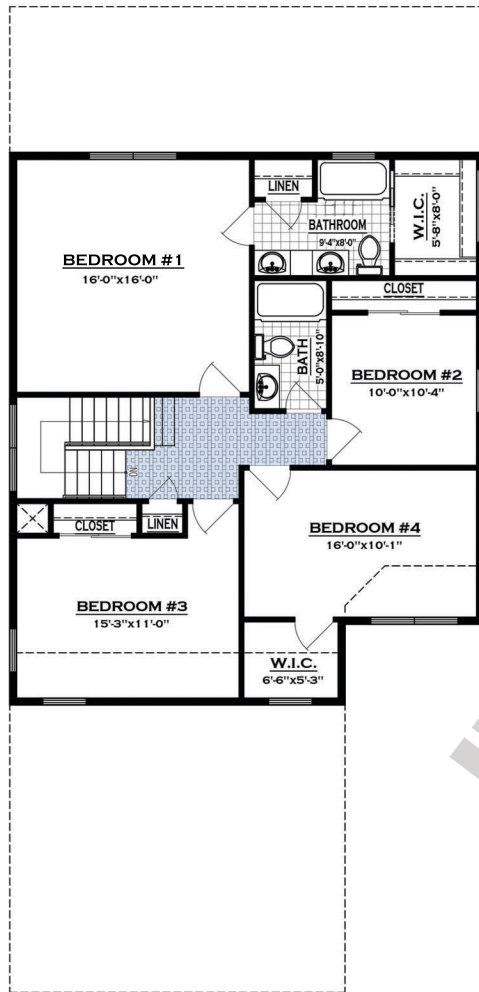 BEDROOM #1
16'-0"x16'-0"
LINEN
BATHROOM
9'-4"x8'-0"
W.I.C.
5'-8"x8'-0"
CLOSET
BATH
5'-0"x8'-10"
BEDROOM #2
10'-0"x10'-4"
DN
CLOSET
LINEN
BEDROOM #3
15'-3"x11'-0"
BEDROOM #4
16'-0"x10'-1"
W.I.C.
6'-6"x5'-3"